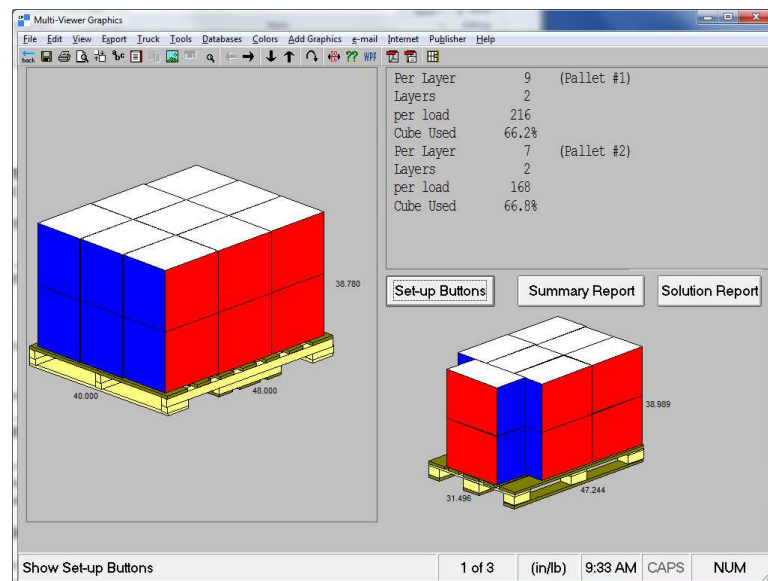 Multi-Viewer Graphics
File Edit View Export Truck Tools Databases Colors Add Graphics e-mail Internet Publisher Help
back abc ?? WPF
Per Layer 9 (Pallet #1)
Layers 2
per load 216
Cube Used 66.2%
Per Layer 7 (Pallet #2)
Layers 2
per load 168
Cube Used 66.8%
38.780
40.000
48.000
Set-up Buttons Summary Report Solution Report
38.989
31.496
47.244
Show Set-up Buttons 1 of 3 (in/lb) 9:33 AM CAPS NUM